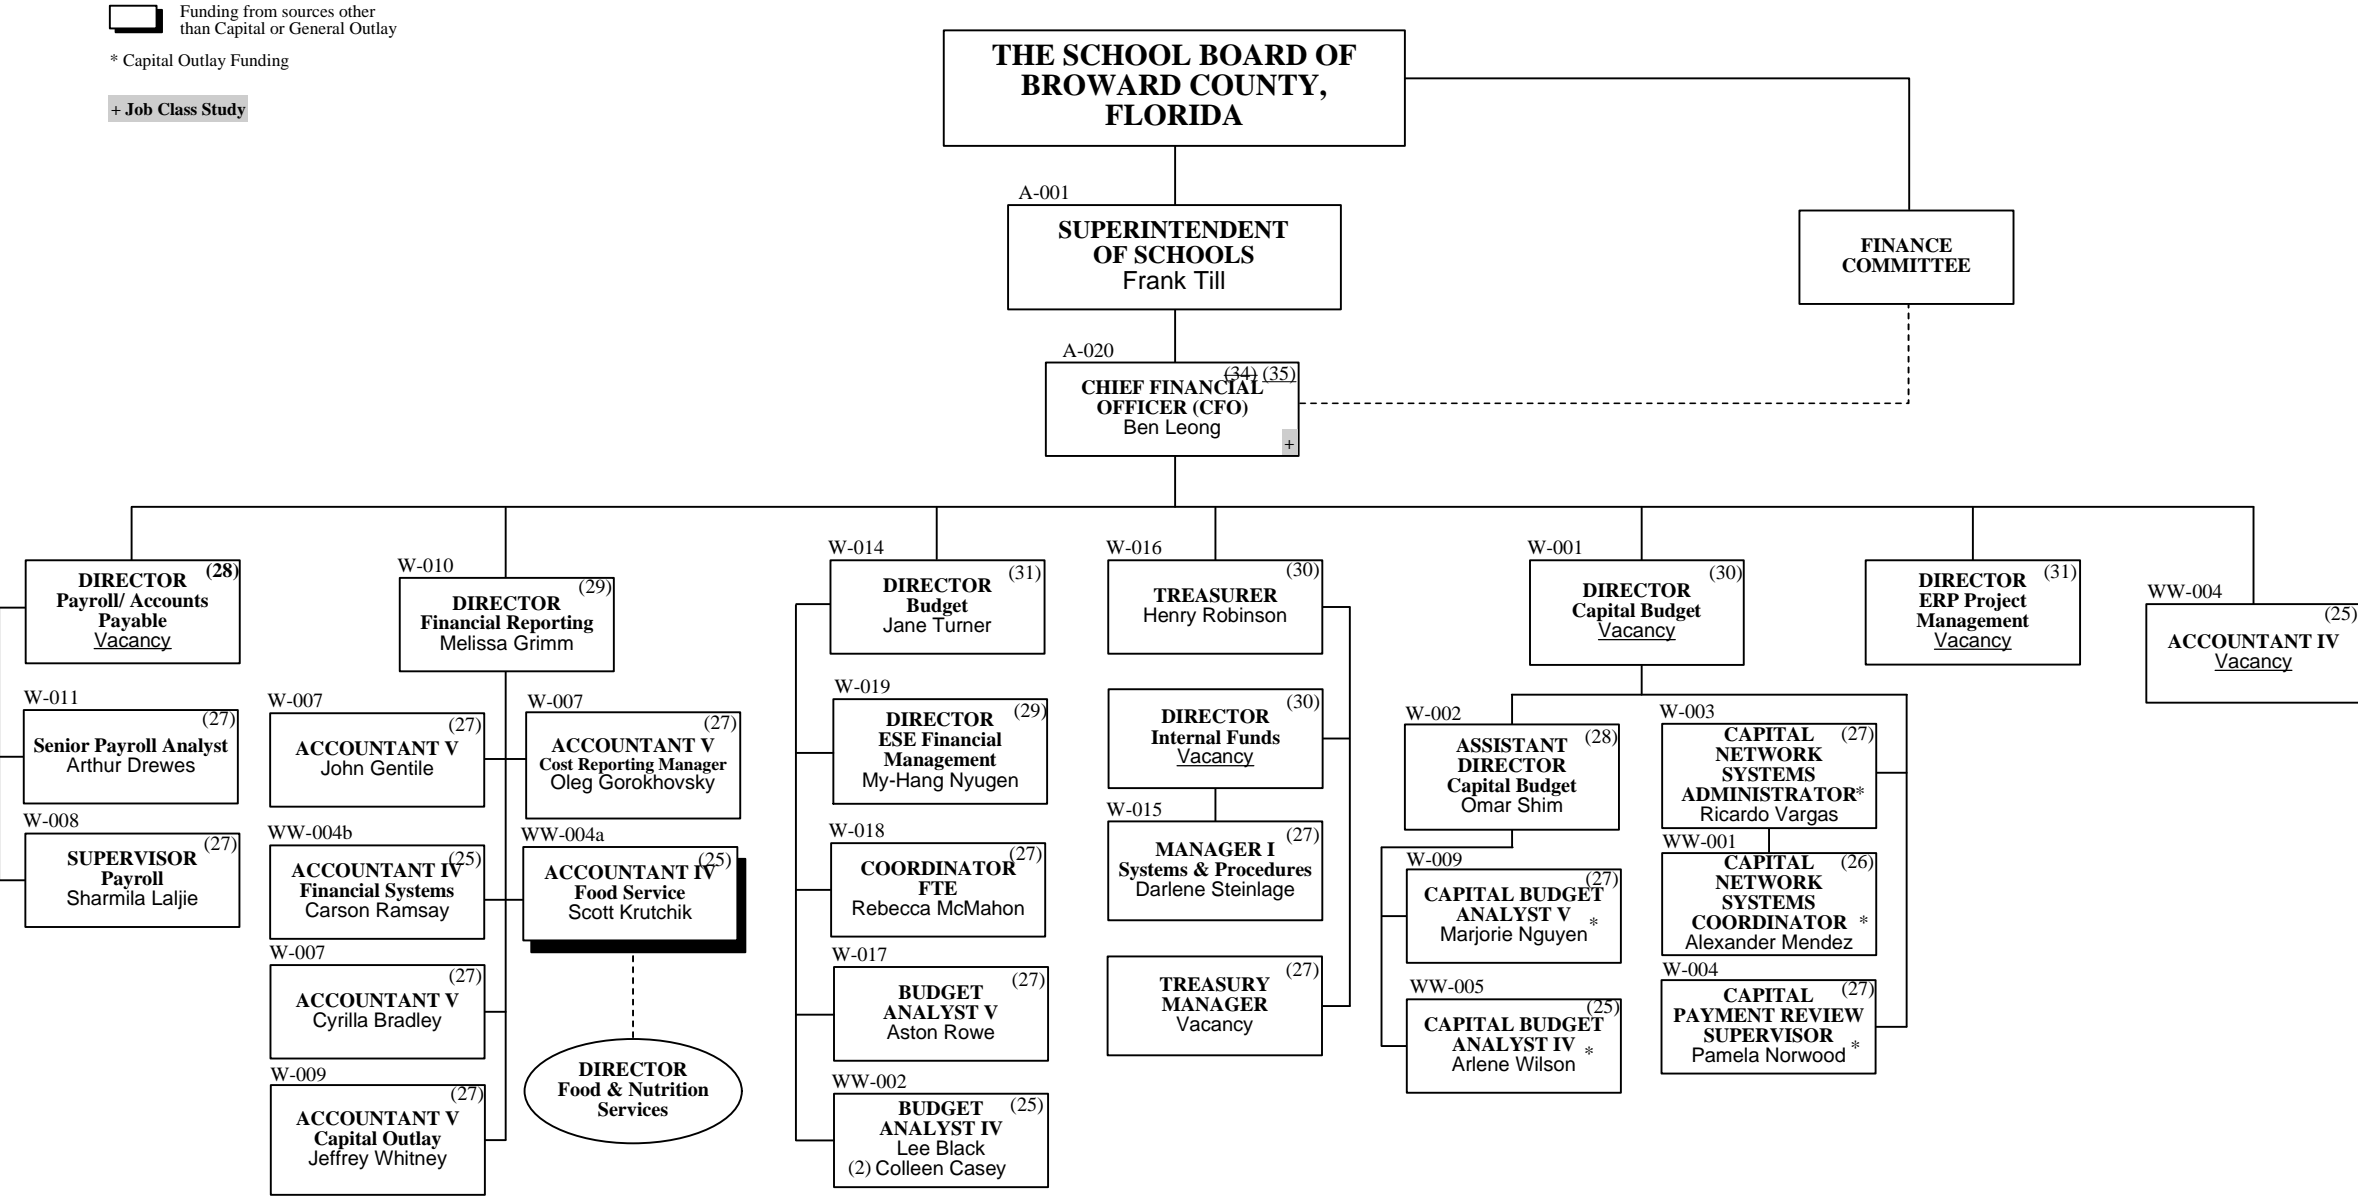 Funding from sources other
than Capital or General Outlay
* Capital Outlay Funding
+ Job Class Study
THE SCHOOL BOARD OF
BROWARD COUNTY,
FLORIDA
A-001
SUPERINTENDENT
OF SCHOOLS
Frank Till
FINANCE
COMMITTEE
A-020
(34) (35)
CHIEF FINANCIAL
OFFICER (CFO)
Ben Leong
+
(28)
DIRECTOR
Payroll/ Accounts
Payable
Vacancy
W-011
(27)
Senior Payroll Analyst
Arthur Drewes
W-008
(27)
SUPERVISOR
Payroll
Sharmila Laljie
W-010
(29)
DIRECTOR
Financial Reporting
Melissa Grimm
W-007
(27)
ACCOUNTANT V
John Gentile
W-007
(27)
ACCOUNTANT V
Cost Reporting Manager
Oleg Gorokhovsky
WW-004b
(25)
ACCOUNTANT IV
Financial Systems
Carson Ramsay
WW-004a
(25)
ACCOUNTANT IV
Food Service
Scott Krutchik
W-007
(27)
ACCOUNTANT V
Cyrilla Bradley
DIRECTOR
Food & Nutrition
Services
W-009
(27)
ACCOUNTANT V
Capital Outlay
Jeffrey Whitney
W-014
(31)
DIRECTOR
Budget
Jane Turner
W-019
(29)
DIRECTOR
ESE Financial
Management
My-Hang Nyugen
W-018
(27)
COORDINATOR
FTE
Rebecca McMahon
W-017
(27)
BUDGET
ANALYST V
Aston Rowe
WW-002
(25)
BUDGET
ANALYST IV
Lee Black
(2) Colleen Casey
W-016
(30)
TREASURER
Henry Robinson
(30)
DIRECTOR
Internal Funds
Vacancy
W-015
(27)
MANAGER I
Systems & Procedures
Darlene Steinlage
(27)
TREASURY
MANAGER
Vacancy
W-001
(30)
DIRECTOR
Capital Budget
Vacancy
W-002
(28)
ASSISTANT
DIRECTOR
Capital Budget
Omar Shim
W-009
(27)
CAPITAL BUDGET
ANALYST V
Marjorie Nguyen *
WW-005
(25)
CAPITAL BUDGET
ANALYST IV *
Arlene Wilson
W-003
(27)
CAPITAL
NETWORK
SYSTEMS
ADMINISTRATOR*
Ricardo Vargas
WW-001
(26)
CAPITAL
NETWORK
SYSTEMS
COORDINATOR *
Alexander Mendez
W-004
(27)
CAPITAL
PAYMENT REVIEW
SUPERVISOR
Pamela Norwood *
(31)
DIRECTOR
ERP Project
Management
Vacancy
WW-004
(25)
ACCOUNTANT IV
Vacancy